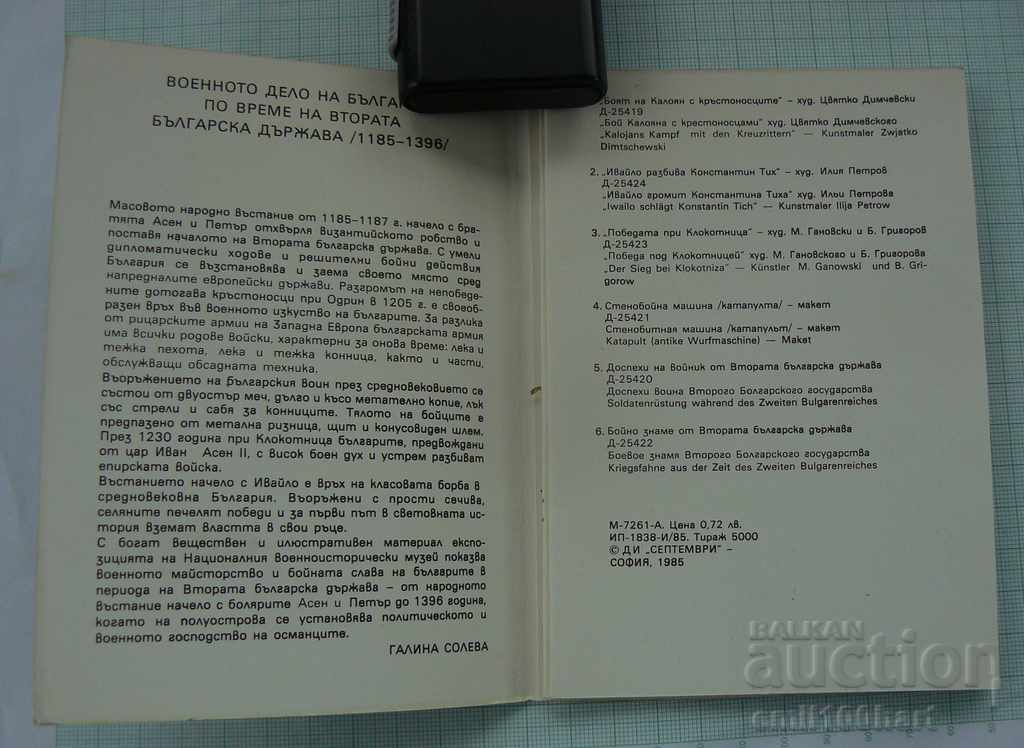 ВОЕННОТО ДЕЛО НА
ПО ВРЕМЕ НА ВТОРАТА
БЪЛГАРСКА ДЪРЖАВА /1185–1396/
Масовото народно въстание от 1185–1187 г. начело с бра-
тята Асен и Петър отхвърля византийското робство и
поставя началото на Втората българска държава. С умели
дипломатически ходове и решителни бойни действия
България се възстановява и заема своето място сред
напредналите европейски държави. Разгромът на непобеде-
ните дотогава кръстоносци при Одрин в 1205 г. е своеоб-
разен връх във военното изкуство на българите. За разлика
от рицарските армии на Западна Европа българската армия
има всички родове войски, характерни за онова време: лека и
тежка пехота, лека и тежка конница, както и части,
обслужващи обсадната техника.
Въоръжението на българския воин през средновековието се
състои от двуостър меч, дълго и късо метателно копие, лък
със стрели и сабя за конниците. Тялото на бойците е
предпазено от метална ризница, щит и конусовиден шлем.
През 1230 година при Клокотница българите, предвождани
от цар Иван Асен II, с висок боен дух и устрем разбиват
епирската войска.
Въстанието начело с Ивайло е връх на класовата борба в
средновековна България. Въоръжени с прости сечива,
селяните печелят победи и за първи път в световната ис-
тория вземат властта в свои ръце.
С богат веществен и илюстративен материал експо-
зицията на Националния военноисторически музей показва
военното майсторство и бойната слава на българите в
периода на Втората българска държава – от народното
въстание начело с болярите Асен и Петър до 1396 година,
когато на полуострова се установява политическото и
военното господство на османците.
ГАЛИНА СОЛЕВА
„Боят на Калоян с кръстоносците" – худ. Цвятко Димчевски
Д-25419
„Бой Калояна с крестоносцами" худ. Цвятко Димчевского
„Kalojans Kampf mit den Kreuzrittern" — Kunstmaler Zwjatko
Dimtschewski
2. „Ивайло разбива Константин Тих" – худ. Илия Петров
Д-25424
„Ивайло громит Константина Тиха" худ. Ильи Петрова
„Iwailo schlägt Konstantin Tich" — Kunstmaler Ilija Petrow
3. „Победата при Клокотница" – худ. М. Гановски и Б. Григоров
Д-25423
„Победа под Клокотницей" худ. М. Гановского и Б. Григорова
„Der Sieg bei Klokotniza" — Künstler M. Ganowski und B. Gri-
gorow
4. Стенобойна машина /катапулта/ – макет
Д-25421
Стенобитная машина /катапульт/ – макет
Katapult (antike Wurfmaschine) — Maket
5. Доспехи на войник от Втората българска държава
Д-25420
Доспехи воина Второго Болгарского государства
Soldatenrüstung während des Zweiten Bulgarenreiches
6. Бойно знаме от Втората българска държава
Д-25422
Боевое знамя Второго Болгарского государства
Kriegsfahne aus der Zeit des Zweiten Bulgarenreiches
М-7261-А. Цена 0,72 лв.
ИП-1838-И/85. Тираж 5000
© ДИ „СЕПТЕМВРИ" –
СОФИЯ, 1985
BALKAN
auction
emil100bart